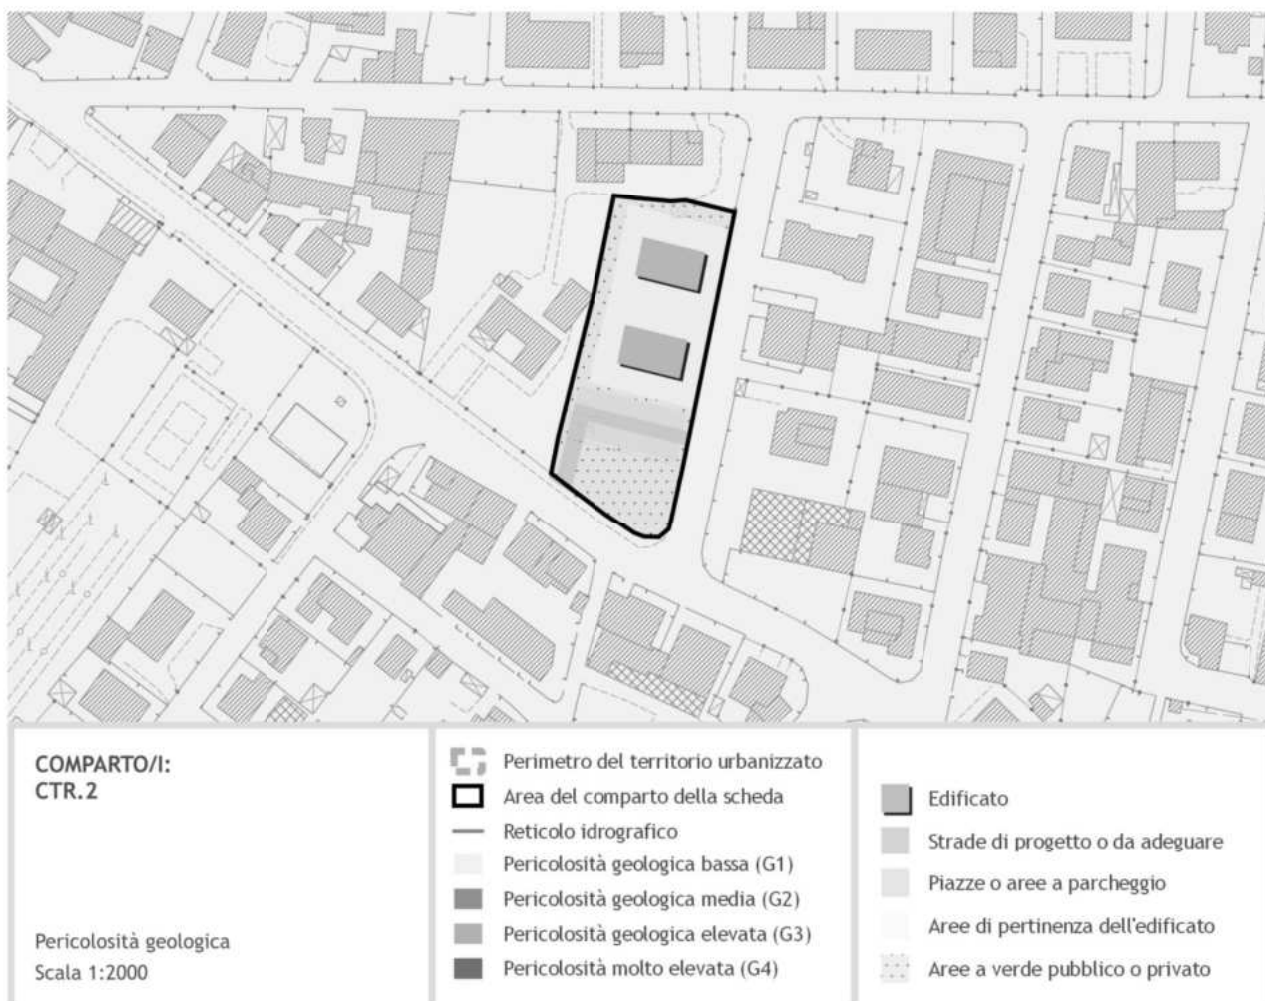 COMPARTO/I:
CTR.2
Pericolosità geologica
Scala 1:2000
Perimetro del territorio urbanizzato
Area del comparto della scheda
Reticolo idrografico
Pericolosità geologica bassa (G1)
Pericolosità geologica media (G2)
Pericolosità geologica elevata (G3)
Pericolosità molto elevata (G4)
Edificato
Strade di progetto o da adeguare
Piazze o aree a parcheggio
Aree di pertinenza dell'edificato
Aree a verde pubblico o privato